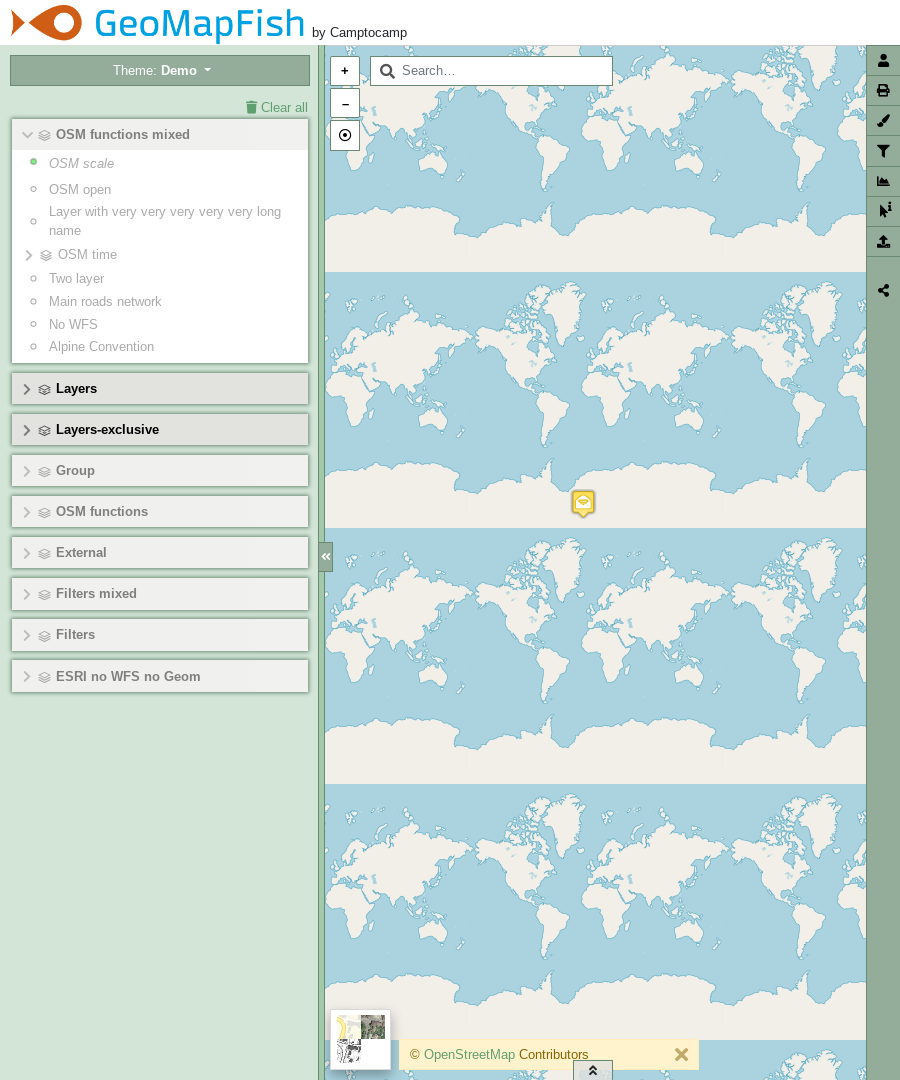 GeoMapFish by Camptocamp
Theme: Demo
Clear all
OSM functions mixed
OSM scale
OSM open
Layer with very very very very very long
name
OSM time
Two layer
Main roads network
No WFS
Alpine Convention
Layers
Layers-exclusive
Group
OSM functions
External
Filters mixed
Filters
ESRI no WFS no Geom
+
Search…
−
© OpenStreetMap Contributors